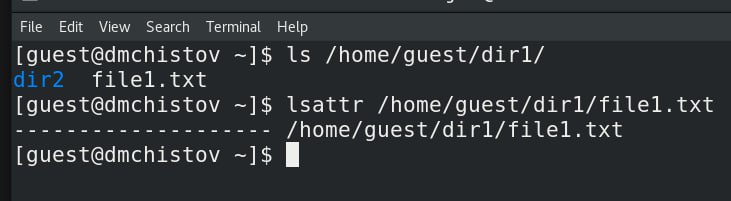 File Edit View Search Terminal Help
[guest@dmchistov ~]$ ls /home/guest/dir1/
dir2  file1.txt
[guest@dmchistov ~]$ lsattr /home/guest/dir1/file1.txt
-------------------- /home/guest/dir1/file1.txt
[guest@dmchistov ~]$